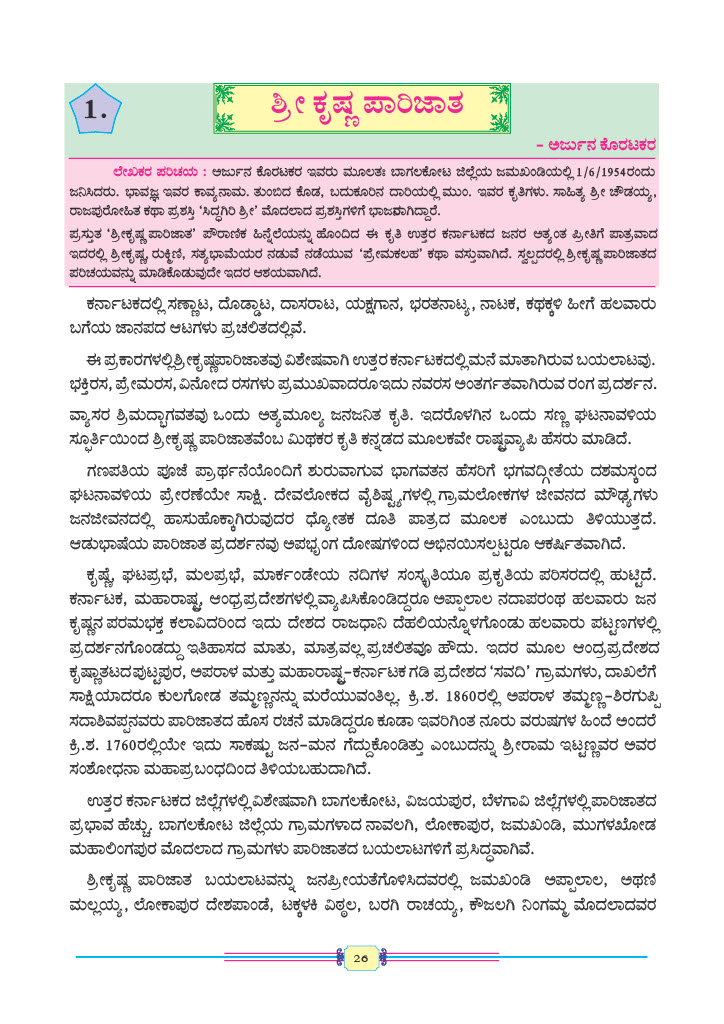 1.
ಶ್ರೀ ಕೃಷ್ಣ ಪಾರಿಜಾತ
- ಅರ್ಜುನ ಕೊರಟಕರ
ಲೇಖಕರ ಪರಿಚಯ : ಅರ್ಜುನ ಕೊರಟಕರ ಇವರು ಮೂಲತಃ ಬಾಗಲಕೋಟ ಜಿಲ್ಲೆಯ ಜಮಖಂಡಿಯಲ್ಲಿ 1/6/1954ರಂದು
ಜನಿಸಿದರು. ಭಾವಜ್ಞ ಇವರ ಕಾವ್ಯನಾಮ. ತುಂಬಿದ ಕೊಡ, ಬದುಕೂರಿನ ದಾರಿಯಲ್ಲಿ ಮುಂ. ಇವರ ಕೃತಿಗಳು. ಸಾಹಿತ್ಯ ಶ್ರೀ ಚೌಡಯ್ಯ,
ರಾಜಪುರೋಹಿತ ಕಥಾ ಪ್ರಶಸ್ತಿ 'ಸಿದ್ಧಗಿರಿ ಶ್ರೀ' ಮೊದಲಾದ ಪ್ರಶಸ್ತಿಗಳಿಗೆ ಭಾಜನರಾಗಿದ್ದಾರೆ.
ಪ್ರಸ್ತುತ 'ಶ್ರೀಕೃಷ್ಣ ಪಾರಿಜಾತ' ಪೌರಾಣಿಕ ಹಿನ್ನೆಲೆಯನ್ನು ಹೊಂದಿದ ಈ ಕೃತಿ ಉತ್ತರ ಕರ್ನಾಟಕದ ಜನರ ಅತ್ಯಂತ ಪ್ರೀತಿಗೆ ಪಾತ್ರವಾದ
ಇದರಲ್ಲಿ ಶ್ರೀಕೃಷ್ಣ, ರುಕ್ಮಿಣಿ, ಸತ್ಯಭಾಮೆಯರ ನಡುವೆ ನಡೆಯುವ 'ಪ್ರೇಮಕಲಹ' ಕಥಾ ವಸ್ತುವಾಗಿದೆ. ಸ್ವಲ್ಪದರಲ್ಲಿ ಶ್ರೀಕೃಷ್ಣ ಪಾರಿಜಾತದ
ಪರಿಚಯವನ್ನು ಮಾಡಿಕೊಡುವುದೇ ಇದರ ಆಶಯವಾಗಿದೆ.
ಕರ್ನಾಟಕದಲ್ಲಿ ಸಣ್ಣಾಟ, ದೊಡ್ಡಾಟ, ದಾಸರಾಟ, ಯಕ್ಷಗಾನ, ಭರತನಾಟ್ಯ, ನಾಟಕ, ಕಥಕ್ಕಳಿ ಹೀಗೆ ಹಲವಾರು
ಬಗೆಯ ಜಾನಪದ ಆಟಗಳು ಪ್ರಚಲಿತದಲ್ಲಿವೆ.
ಈ ಪ್ರಕಾರಗಳಲ್ಲಿ ಶ್ರೀಕೃಷ್ಣಪಾರಿಜಾತವು ವಿಶೇಷವಾಗಿ ಉತ್ತರ ಕರ್ನಾಟಕದಲ್ಲಿ ಮನೆ ಮಾತಾಗಿರುವ ಬಯಲಾಟವು.
ಭಕ್ತಿರಸ, ಪ್ರೇಮರಸ, ವಿನೋದ ರಸಗಳು ಪ್ರಮುಖವಾದರೂ ಇದು ನವರಸ ಅಂತರ್ಗತವಾಗಿರುವ ರಂಗ ಪ್ರದರ್ಶನ.
ವ್ಯಾಸರ ಶ್ರಿಮದ್ಭಾಗವತವು ಒಂದು ಅತ್ಯಮೂಲ್ಯ ಜನಜನಿತ ಕೃತಿ. ಇದರೊಳಗಿನ ಒಂದು ಸಣ್ಣ ಘಟನಾವಳಿಯ
ಸ್ಫೂರ್ತಿಯಿಂದ ಶ್ರೀಕೃಷ್ಣ ಪಾರಿಜಾತವೆಂಬ ಮಿಥಕರ ಕೃತಿ ಕನ್ನಡದ ಮೂಲಕವೇ ರಾಷ್ಟ್ರವ್ಯಾಪಿ ಹೆಸರು ಮಾಡಿದೆ.
ಗಣಪತಿಯ ಪೂಜೆ ಪ್ರಾರ್ಥನೆಯೊಂದಿಗೆ ಶುರುವಾಗುವ ಭಾಗವತನ ಹೆಸರಿಗೆ ಭಗವದ್ಗೀತೆಯ ದಶಮಸ್ಕಂದ
ಘಟನಾವಳಿಯ ಪ್ರೇರಣೆಯೇ ಸಾಕ್ಷಿ. ದೇವಲೋಕದ ವೈಶಿಷ್ಟ್ಯಗಳಲ್ಲಿ ಗ್ರಾಮಲೋಕಗಳ ಜೀವನದ ಮೌಢ್ಯಗಳು
ಜನಜೀವನದಲ್ಲಿ ಹಾಸುಹೊಕ್ಕಾಗಿರುವುದರ ಧ್ಯೋತಕ ದೂತಿ ಪಾತ್ರದ ಮೂಲಕ ಎಂಬುದು ತಿಳಿಯುತ್ತದೆ.
ಆಡುಭಾಷೆಯ ಪಾರಿಜಾತ ಪ್ರದರ್ಶನವು ಅಪಭೃಂಗ ದೋಷಗಳಿಂದ ಅಭಿನಯಿಸಲ್ಪಟ್ಟರೂ ಆಕರ್ಷಿತವಾಗಿದೆ.
ಕೃಷ್ಣೆ, ಘಟಪ್ರಭೆ, ಮಲಪ್ರಭೆ, ಮಾರ್ಕಂಡೇಯ ನದಿಗಳ ಸಂಸ್ಕೃತಿಯೂ ಪ್ರಕೃತಿಯ ಪರಿಸರದಲ್ಲಿ ಹುಟ್ಟಿದೆ.
ಕರ್ನಾಟಕ, ಮಹಾರಾಷ್ಟ್ರ, ಆಂಧ್ರಪ್ರದೇಶಗಳಲ್ಲಿ ವ್ಯಾಪಿಸಿಕೊಂಡಿದ್ದರೂ ಅಪ್ಪಾಲಾಲ ನದಾಪರಂಥ ಹಲವಾರು ಜನ
ಕೃಷ್ಣನ ಪರಮಭಕ್ತ ಕಲಾವಿದರಿಂದ ಇದು ದೇಶದ ರಾಜಧಾನಿ ದೆಹಲಿಯನ್ನೊಳಗೊಂಡು ಹಲವಾರು ಪಟ್ಟಣಗಳಲ್ಲಿ
ಪ್ರದರ್ಶನಗೊಂಡದ್ದು ಇತಿಹಾಸದ ಮಾತು, ಮಾತ್ರವಲ್ಲ ಪ್ರಚಲಿತವೂ ಹೌದು. ಇದರ ಮೂಲ ಆಂದ್ರಪ್ರದೇಶದ
ಕೃಷ್ಣಾತಟದ ಪುಟ್ಟಪುರ, ಅಪರಾಳ ಮತ್ತು ಮಹಾರಾಷ್ಟ್ರ-ಕರ್ನಾಟಕ ಗಡಿ ಪ್ರದೇಶದ 'ಸವದಿ' ಗ್ರಾಮಗಳು, ದಾಖಲೆಗೆ
ಸಾಕ್ಷಿಯಾದರೂ ಕುಲಗೋಡ ತಮ್ಮಣ್ಣನನ್ನು ಮರೆಯುವಂತಿಲ್ಲ. ಕ್ರಿ.ಶ. 1860ರಲ್ಲಿ ಅಪರಾಳ ತಮ್ಮಣ್ಣ-ಶಿರಗುಪ್ಪಿ
ಸದಾಶಿವಪ್ಪನವರು ಪಾರಿಜಾತದ ಹೊಸ ರಚನೆ ಮಾಡಿದ್ದರೂ ಕೂಡಾ ಇವರಿಗಿಂತ ನೂರು ವರುಷಗಳ ಹಿಂದೆ ಅಂದರೆ
ಕ್ರಿ.ಶ. 1760ರಲ್ಲಿಯೇ ಇದು ಸಾಕಷ್ಟು ಜನ-ಮನ ಗೆದ್ದುಕೊಂಡಿತ್ತು ಎಂಬುದನ್ನು ಶ್ರೀರಾಮ ಇಟ್ಟಣ್ಣವರ ಅವರ
ಸಂಶೋಧನಾ ಮಹಾಪ್ರಬಂಧದಿಂದ ತಿಳಿಯಬಹುದಾಗಿದೆ.
ಉತ್ತರ ಕರ್ನಾಟಕದ ಜಿಲ್ಲೆಗಳಲ್ಲಿ ವಿಶೇಷವಾಗಿ ಬಾಗಲಕೋಟ, ವಿಜಯಪುರ, ಬೆಳಗಾವಿ ಜಿಲ್ಲೆಗಳಲ್ಲಿ ಪಾರಿಜಾತದ
ಪ್ರಭಾವ ಹೆಚ್ಚು. ಬಾಗಲಕೋಟ ಜಿಲ್ಲೆಯ ಗ್ರಾಮಗಳಾದ ನಾವಲಗಿ, ಲೋಕಾಪುರ, ಜಮಖಂಡಿ, ಮುಗಳಖೋಡ
ಮಹಾಲಿಂಗಪುರ ಮೊದಲಾದ ಗ್ರಾಮಗಳು ಪಾರಿಜಾತದ ಬಯಲಾಟಗಳಿಗೆ ಪ್ರಸಿದ್ಧವಾಗಿವೆ.
ಶ್ರೀಕೃಷ್ಣ ಪಾರಿಜಾತ ಬಯಲಾಟವನ್ನು ಜನಪ್ರೀಯತೆಗೊಳಿಸಿದವರಲ್ಲಿ ಜಮಖಂಡಿ ಅಪ್ಪಾಲಾಲ, ಅಥಣಿ
ಮಲ್ಲಯ್ಯ, ಲೋಕಾಪುರ ದೇಶಪಾಂಡೆ, ಟಕ್ಕಳಕಿ ವಿಠ್ಠಲ, ಬರಗಿ ರಾಚಯ್ಯ, ಕೌಜಲಗಿ ನಿಂಗಮ್ಮ ಮೊದಲಾದವರ
26